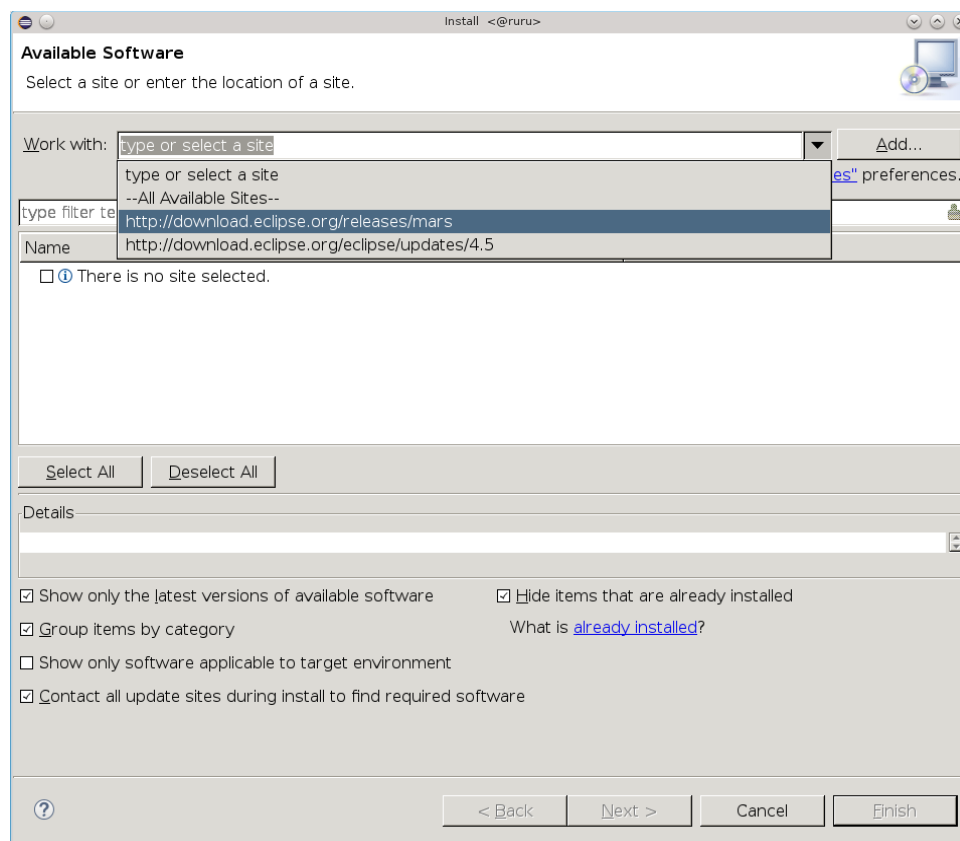 Install <@ruru>
Available Software
Select a site or enter the location of a site.
Work with: type or select a site Add...
type or select a site
es" preferences.
--All Available Sites--
type filter te
http://download.eclipse.org/releases/mars
http://download.eclipse.org/eclipse/updates/4.5
Name
There is no site selected.
Select All Deselect All
Details
Show only the latest versions of available software Hide items that are already installed
Group items by category What is already installed?
Show only software applicable to target environment
Contact all update sites during install to find required software
? < Back Next > Cancel Finish